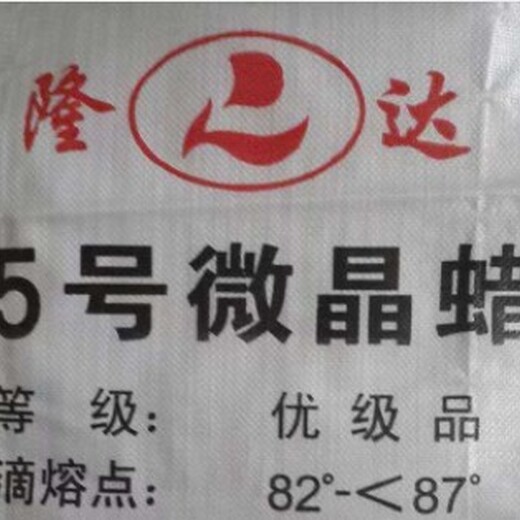 隆达
5号微晶蜡
等 级： 优 级 品
滴熔点： 82°-＜87°